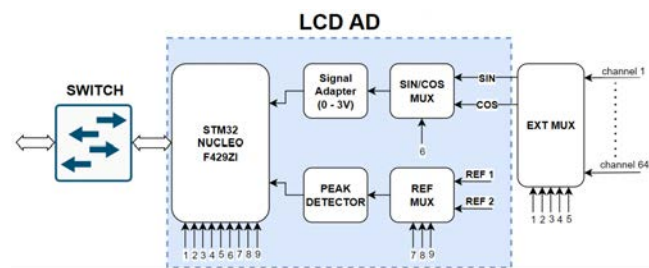 LCD AD
SWITCH
STM32
NUCLEO
F429ZI
Signal
Adapter
(0 - 3V)
SIN/COS
MUX
SIN
COS
EXT MUX
channel 1
channel 64
6
PEAK
DETECTOR
REF
MUX
REF 1
REF 2
1 2 3 4 5
1 2 3 4 5 6 7 8 9
7 8 9